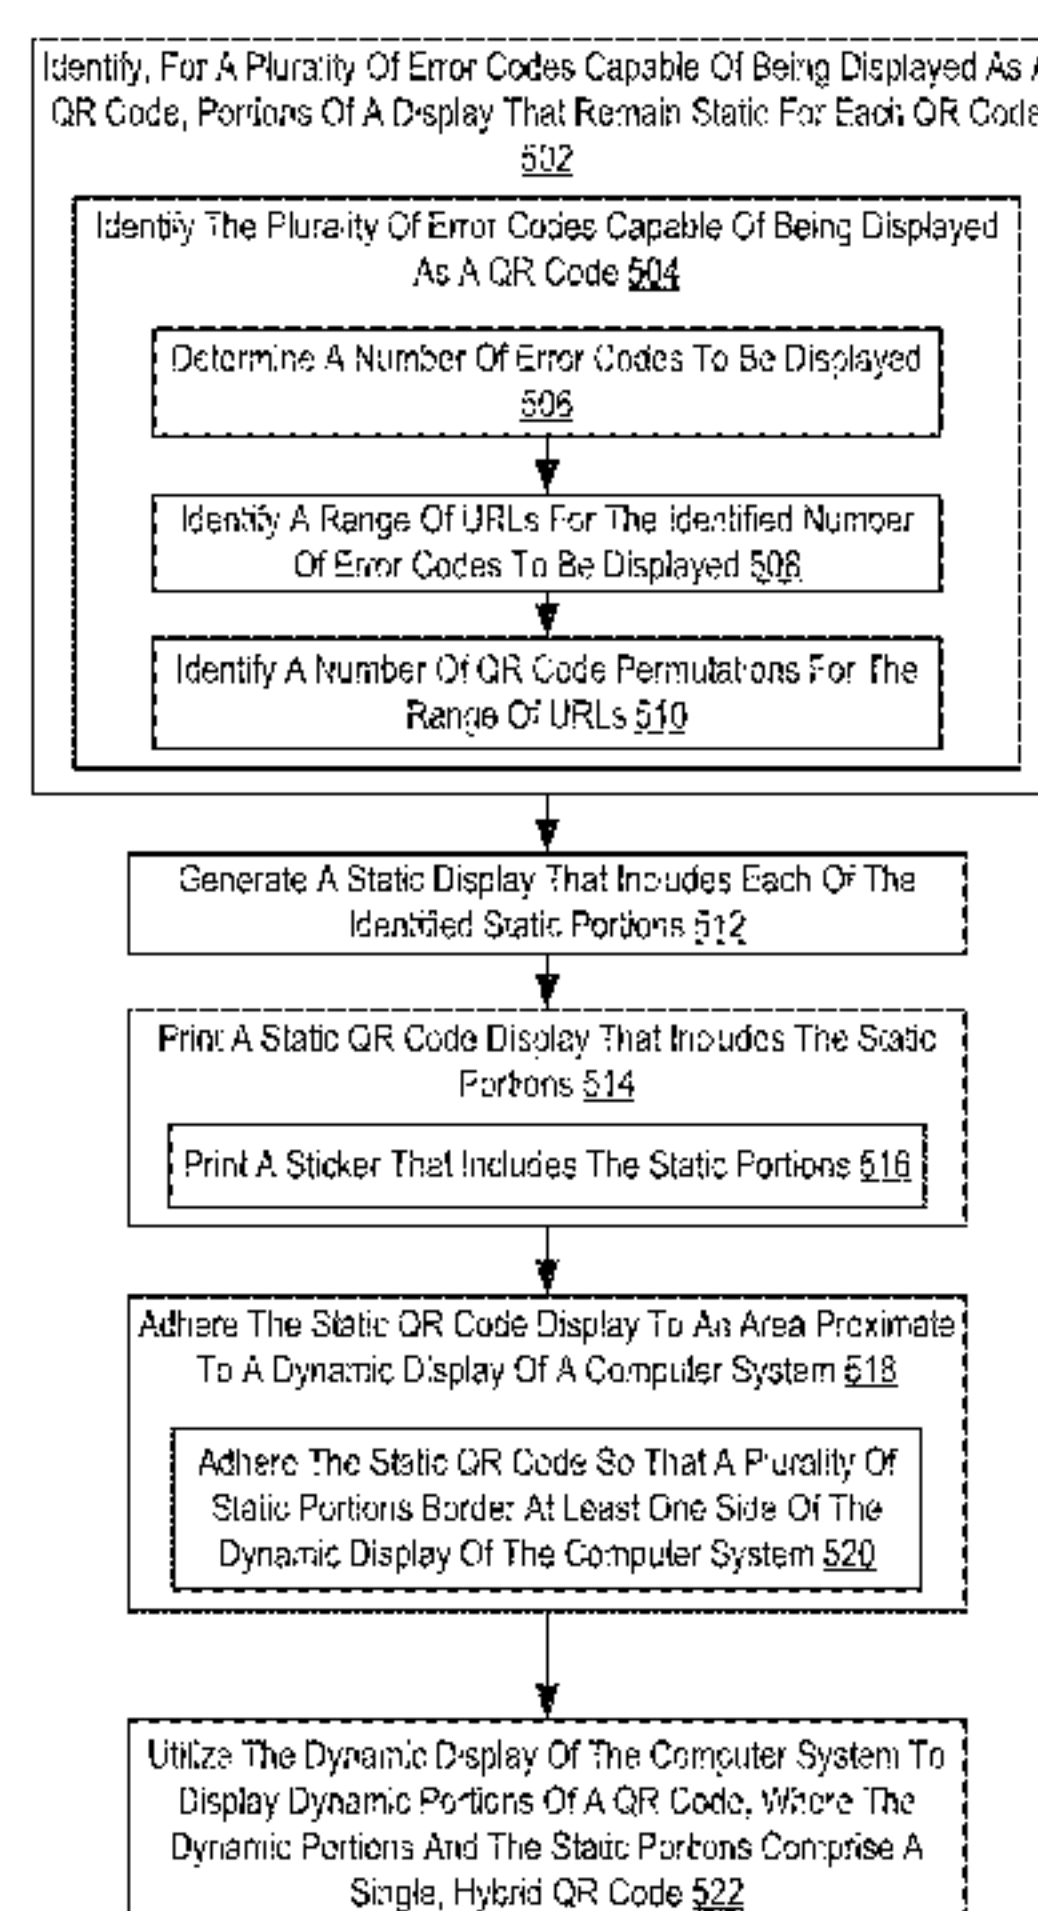 Identify, For A Plurality Of Error Codes Capable Of Being Displayed As A
QR Code, Portions Of A Display That Remain Static For Each QR Code
502
Identify The Plurality Of Error Codes Capable Of Being Displayed
As A QR Code 504
Determine A Number Of Error Codes To Be Displayed
506
Identify A Range Of URLs For The Identified Number
Of Error Codes To Be Displayed 508
Identify A Number Of QR Code Permutations For The
Range Of URLs 510
Generate A Static Display That Includes Each Of The
Identified Static Portions 512
Print A Static QR Code Display That Includes The Static
Portions 514
Print A Sticker That Includes The Static Portions 516
Adhere The Static QR Code Display To An Area Proximate
To A Dynamic Display Of A Computer System 518
Adhere The Static QR Code So That A Plurality Of
Static Portions Border At Least One Side Of The
Dynamic Display Of The Computer System 520
Utilize The Dynamic Display Of The Computer System To
Display Dynamic Portions Of A QR Code, Where The
Dynamic Portions And The Static Portions Comprise A
Single, Hybrid QR Code 522